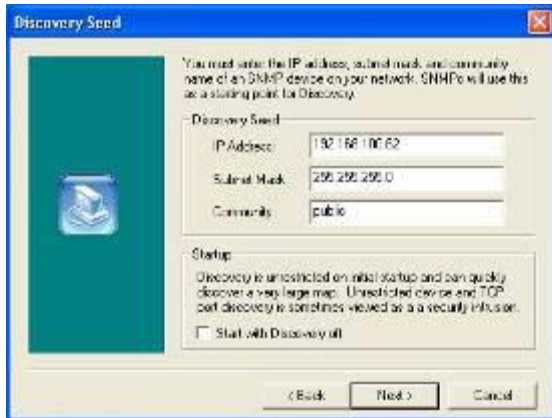 Discovery Seed
You must enter the IP address, subnet mask and community
name of an SNMP device on your network. SNMPc will use this
as a starting point for Discovery.
Discovery Seed
IP Address:
192.168.100.62
Subnet Mask
255.255.255.0
Community
public
Startup
Discovery is unrestricted on initial startup and can quickly
discover a very large map. Unrestricted device and TCP
port discovery is sometimes viewed as a a security intrusion.
Start with Discovery off
< Back
Next >
Cancel